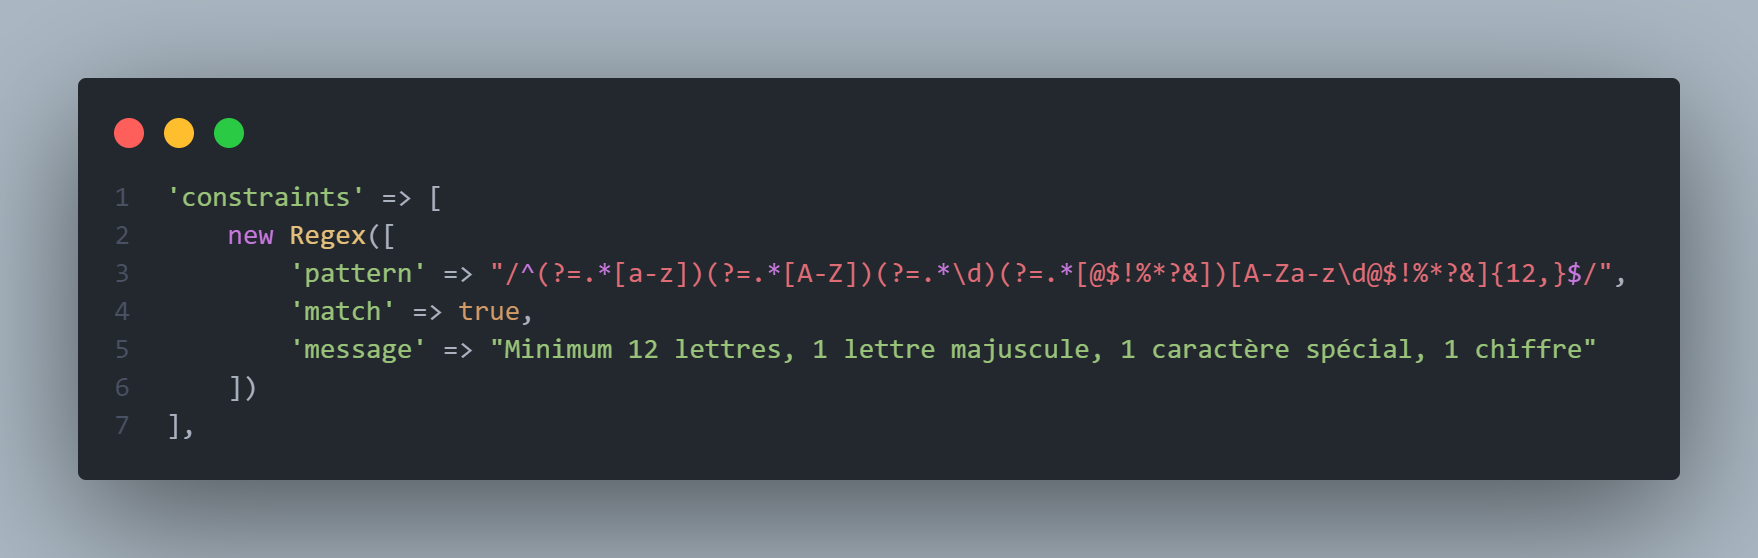 1 'constraints' => [
2     new Regex([
3         'pattern' => "/^(?=.*[a-z])(?=.*[A-Z])(?=.*\d)(?=.*[@$!%*?&])[A-Za-z\d@$!%*?&]{12,}$/",
4         'match' => true,
5         'message' => "Minimum 12 lettres, 1 lettre majuscule, 1 caractère spécial, 1 chiffre"
6     ])
7 ],